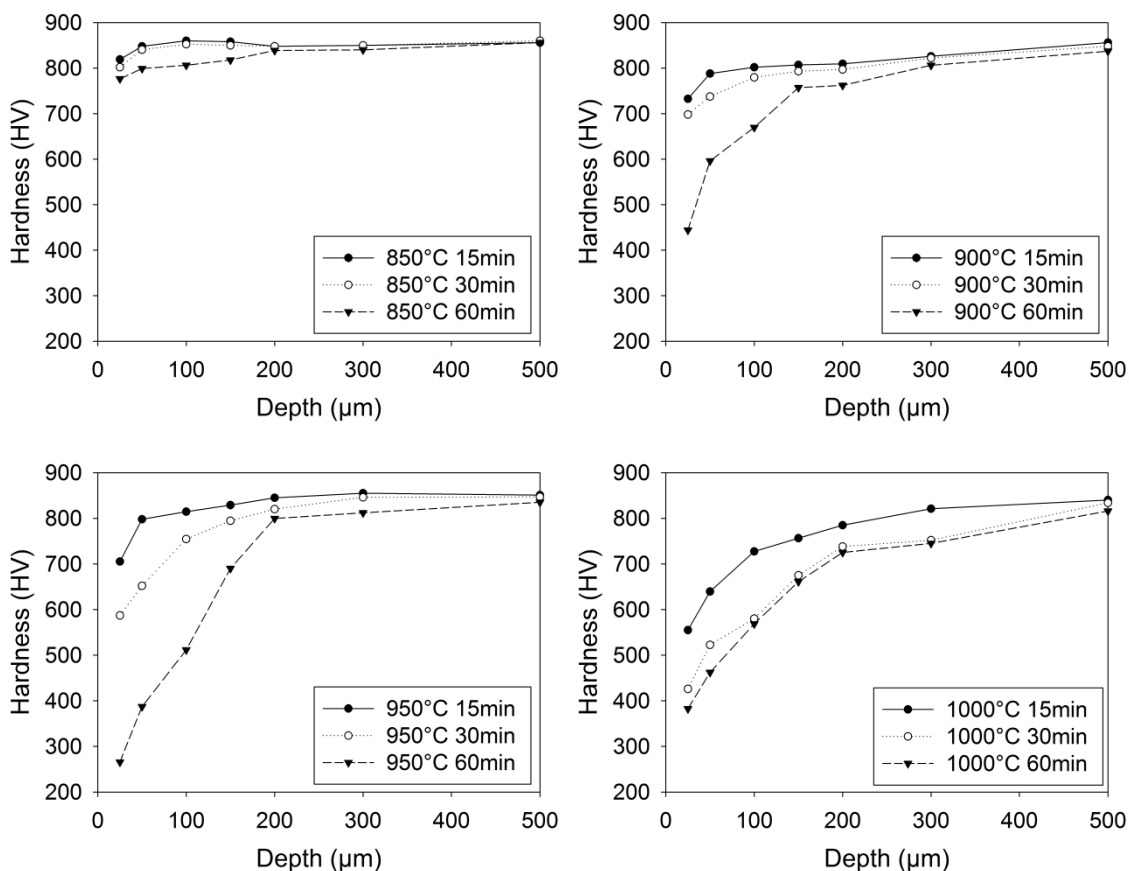 900
800
700
600
500
400
300
200
Hardness (HV)
850°C 15min
850°C 30min
850°C 60min
0 100 200 300 400 500
Depth (µm)
900
800
700
600
500
400
300
200
Hardness (HV)
900°C 15min
900°C 30min
900°C 60min
0 100 200 300 400 500
Depth (µm)
900
800
700
600
500
400
300
200
Hardness (HV)
950°C 15min
950°C 30min
950°C 60min
0 100 200 300 400 500
Depth (µm)
900
800
700
600
500
400
300
200
Hardness (HV)
1000°C 15min
1000°C 30min
1000°C 60min
0 100 200 300 400 500
Depth (µm)